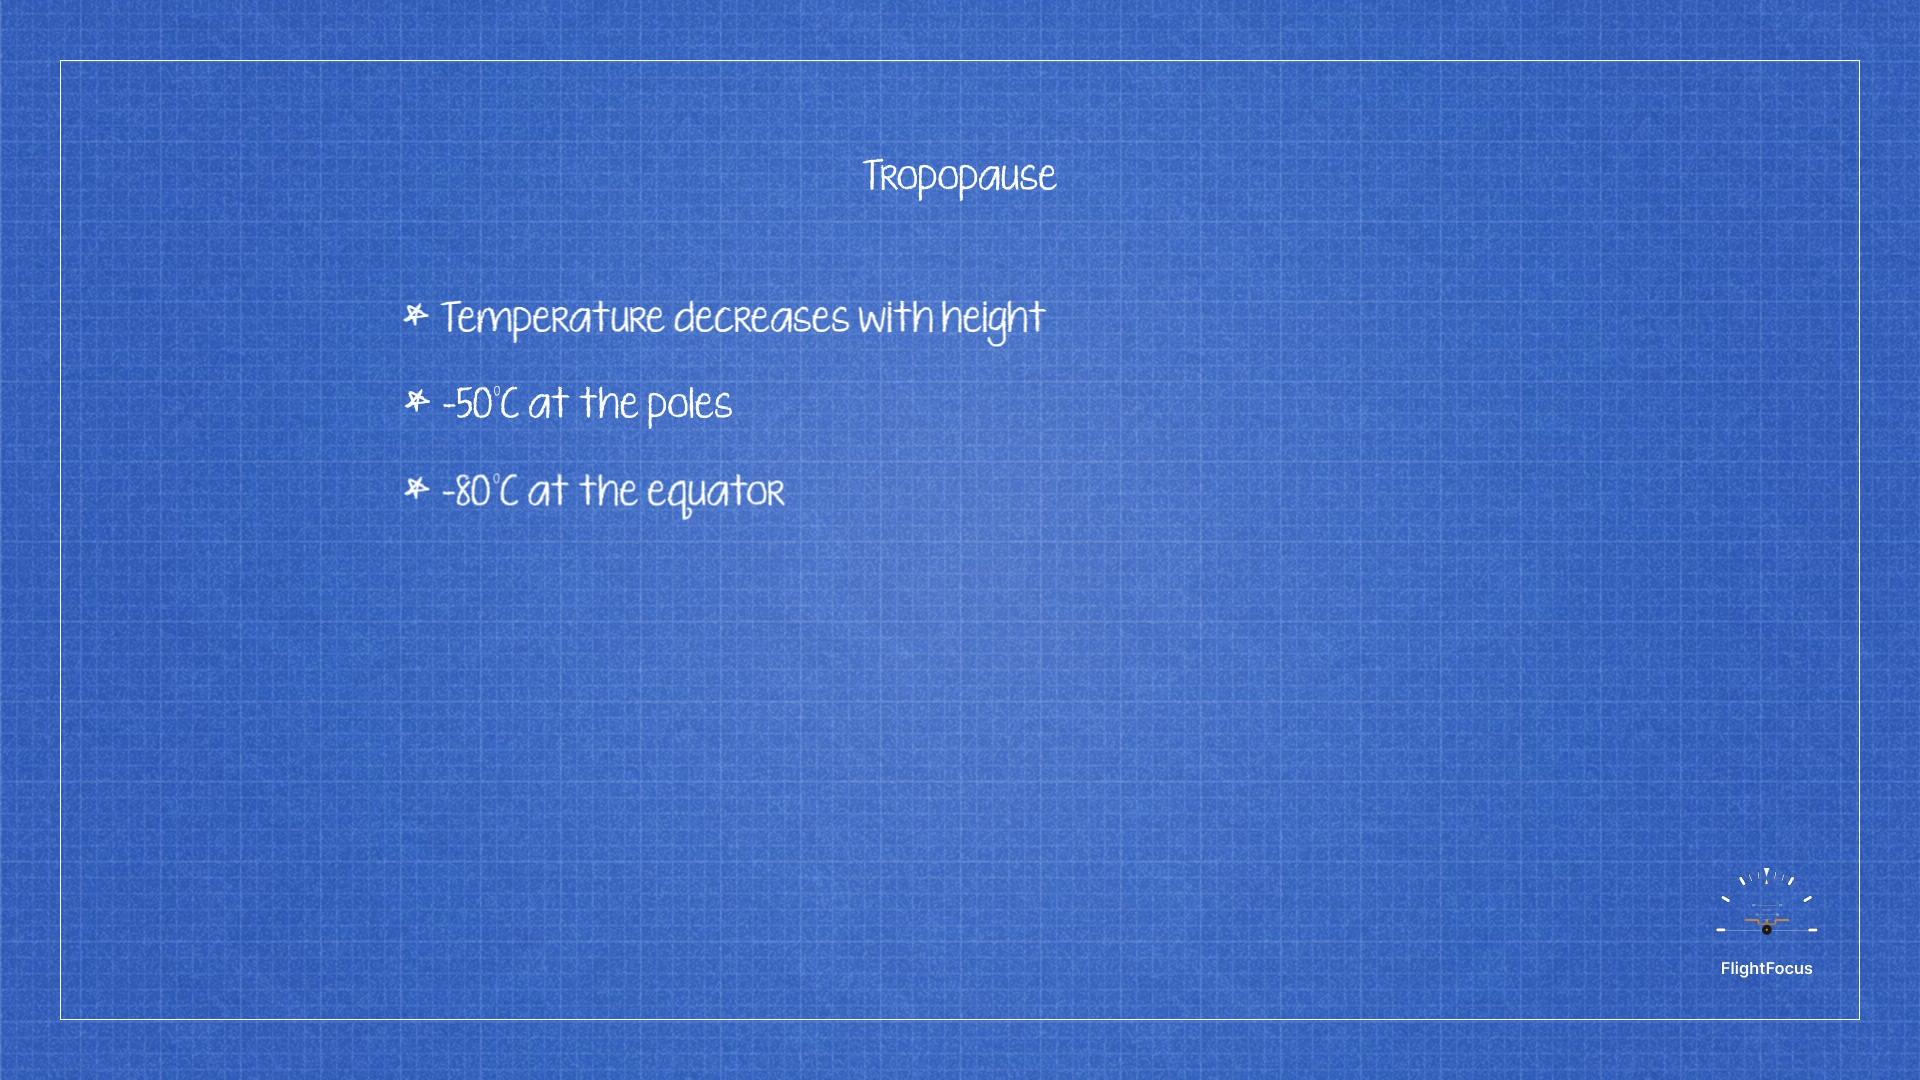 Tropopause
Temperature decreases with height
-50°C at the poles
-80°C at the equator
FlightFocus